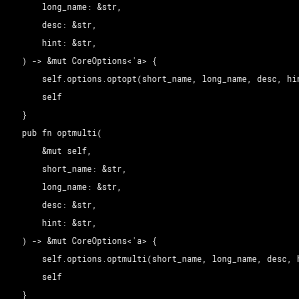 long_name: &str,
desc: &str,
hint: &str,
) -> &mut CoreOptions<'a> {
self.options.optopt(short_name, long_name, desc,
self
}
pub fn optmulti(
&mut self,
short_name: &str,
long_name: &str,
desc: &str,
hint: &str,
) -> &mut CoreOptions<'a> {
self.options.optmulti(short_name, long_name, desc,
self
}